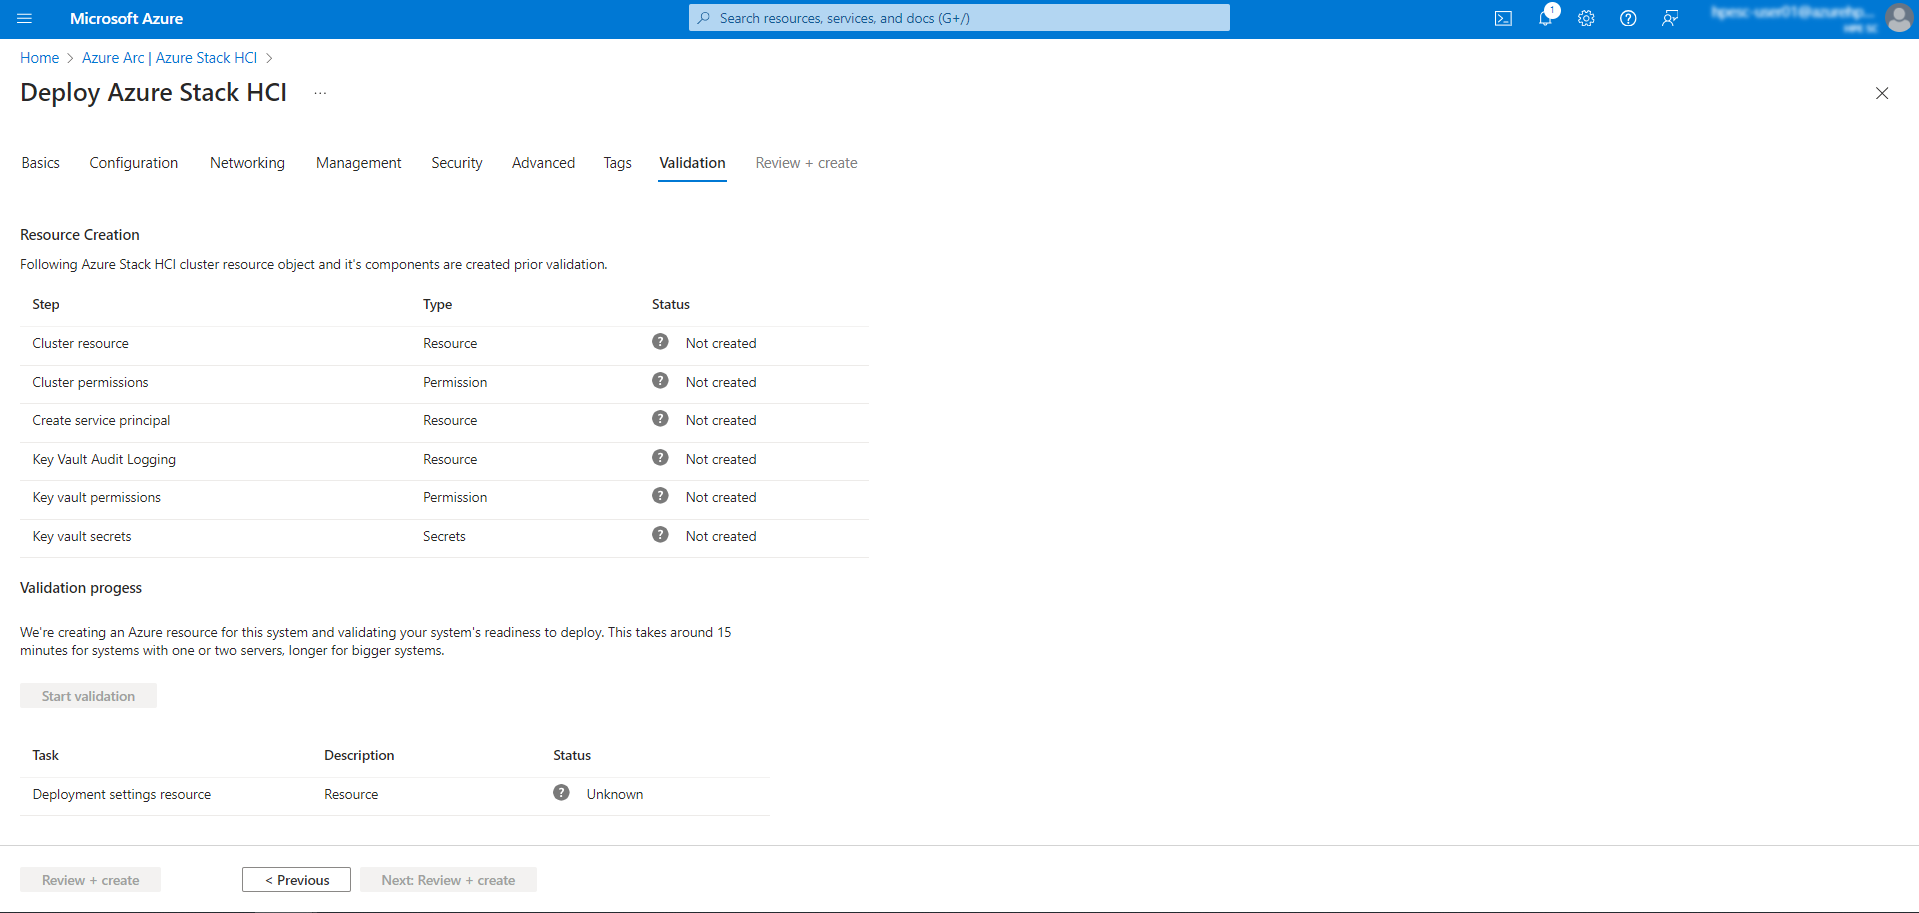 Microsoft Azure
Search resources, services, and docs (G+/)
1
Home > Azure Arc | Azure Stack HCI >
Deploy Azure Stack HCI ...
Basics Configuration Networking Management Security Advanced Tags Validation Review + create
Resource Creation
Following Azure Stack HCI cluster resource object and it's components are created prior validation.
Step Type Status
Cluster resource Resource ? Not created
Cluster permissions Permission ? Not created
Create service principal Resource ? Not created
Key Vault Audit Logging Resource ? Not created
Key vault permissions Permission ? Not created
Key vault secrets Secrets ? Not created
Validation progess
We're creating an Azure resource for this system and validating your system's readiness to deploy. This takes around 15
minutes for systems with one or two servers, longer for bigger systems.
Start validation
Task Description Status
Deployment settings resource Resource ? Unknown
Review + create < Previous Next: Review + create